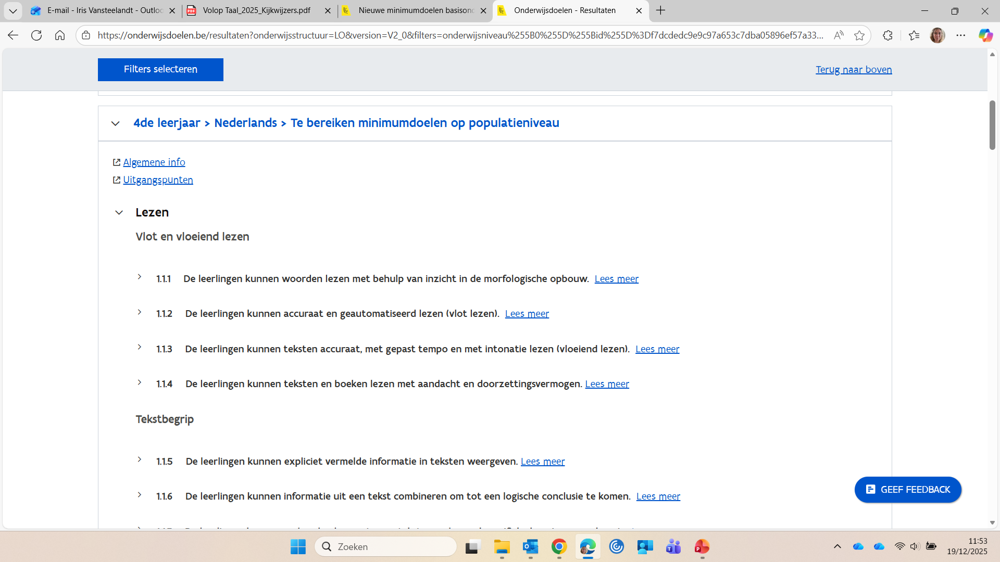 E-mail - Iris Vansteelandt - Outloo
Volop Taal_2025_Kijkwijzers.pdf
Nieuwe minimumdoelen basisond
Onderwijsdoelen - Resultaten
https://onderwijsdoelen.be/resultaten?onderwijsstructuur=LO&version=V2_0&filters=onderwijsniveau%255B0%255D%255Bid%255D%3Df7dcdedc9e9c97a653c7dba05896ef57a33...
Filters selecteren
Terug naar boven
4de leerjaar > Nederlands > Te bereiken minimumdoelen op populatieniveau
Algemene info
Uitgangspunten
Lezen
Vlot en vloeiend lezen
1.1.1 De leerlingen kunnen woorden lezen met behulp van inzicht in de morfologische opbouw. Lees meer
1.1.2 De leerlingen kunnen accuraat en geautomatiseerd lezen (vlot lezen). Lees meer
1.1.3 De leerlingen kunnen teksten accuraat, met gepast tempo en met intonatie lezen (vloeiend lezen). Lees meer
1.1.4 De leerlingen kunnen teksten en boeken lezen met aandacht en doorzettingsvermogen. Lees meer
Tekstbegrip
1.1.5 De leerlingen kunnen expliciet vermelde informatie in teksten weergeven. Lees meer
1.1.6 De leerlingen kunnen informatie uit een tekst combineren om tot een logische conclusie te komen. Lees meer
GEEF FEEDBACK
Zoeken
11:53
19/12/2025